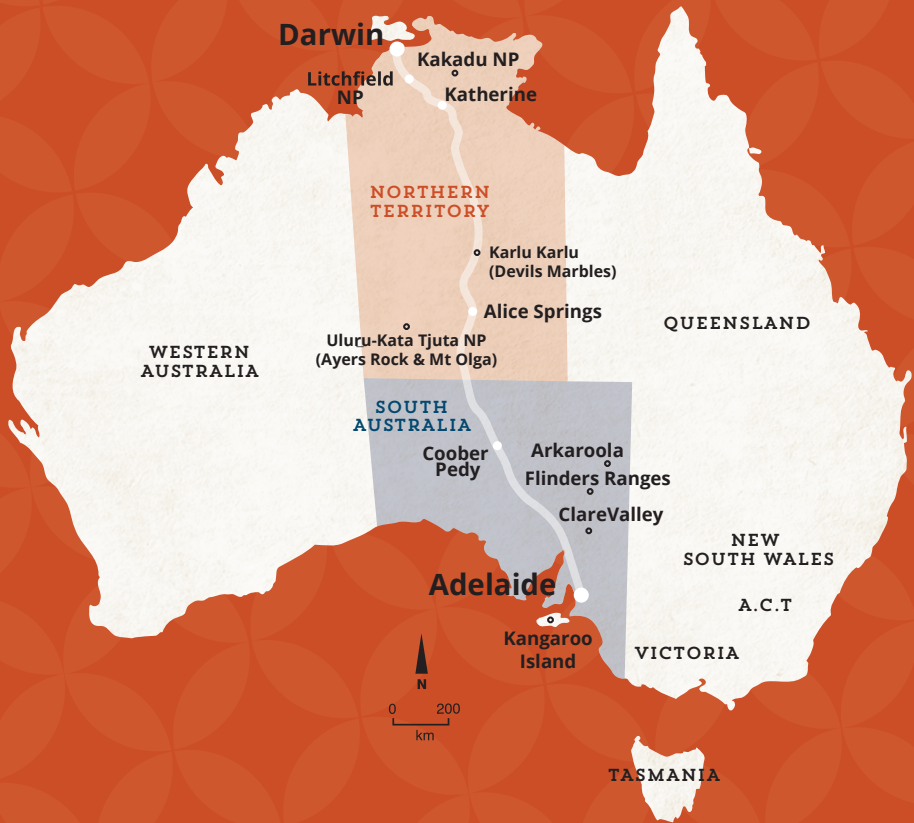 Darwin
Kakadu NP
Litchfield
NP
Katherine
NORTHERN
TERRITORY
Karlu Karlu
(Devils Marbles)
Alice Springs
QUEENSLAND
Uluru-Kata Tjuta NP
(Ayers Rock & Mt Olga)
WESTERN
AUSTRALIA
SOUTH
AUSTRALIA
Coober
Pedy
Arkaroola
Flinders Ranges
ClareValley
NEW
SOUTH WALES
Adelaide
A.C.T
Kangaroo
Island
VICTORIA
N
0 200
km
TASMANIA